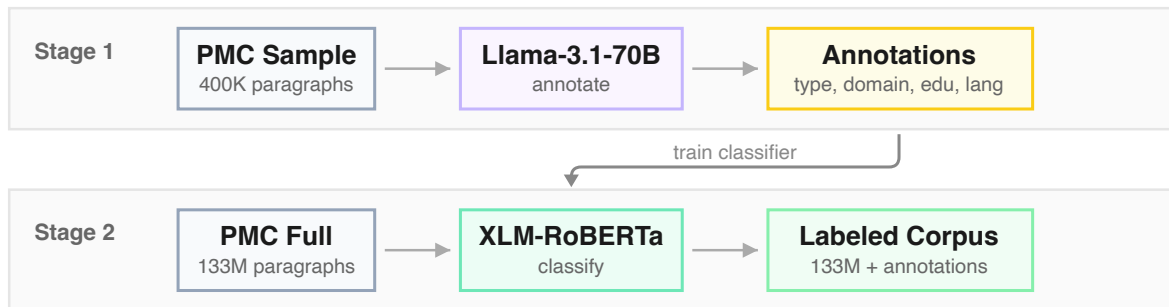 Stage 1
PMC Sample
400K paragraphs
Llama-3.1-70B
annotate
Annotations
type, domain, edu, lang
train classifier
Stage 2
PMC Full
133M paragraphs
XLM-RoBERTa
classify
Labeled Corpus
133M + annotations